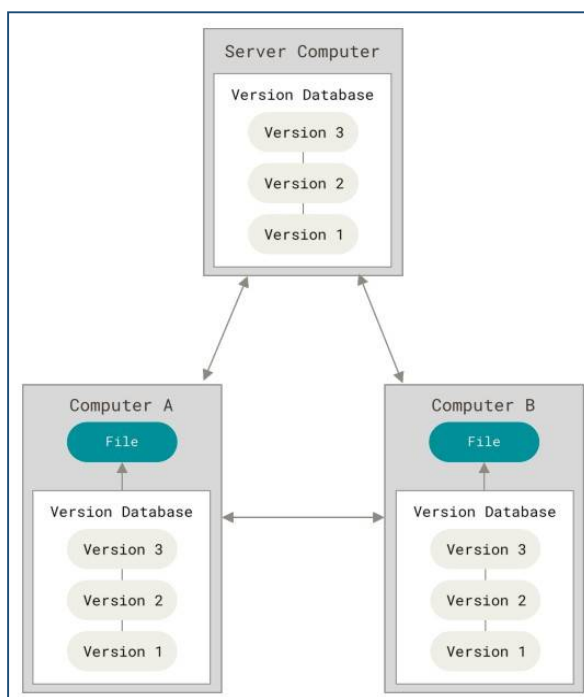 Server Computer
Version Database
Version 3
Version 2
Version 1
Computer A
File
Version Database
Version 3
Version 2
Version 1
Computer B
File
Version Database
Version 3
Version 2
Version 1